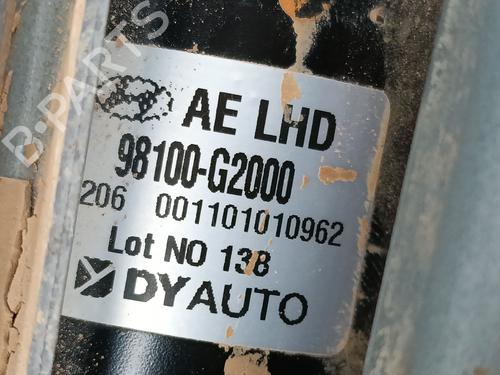 AE LHD
98100-G2000
206 001101010962
Lot NO 138
DYAUTO
B-PARTS